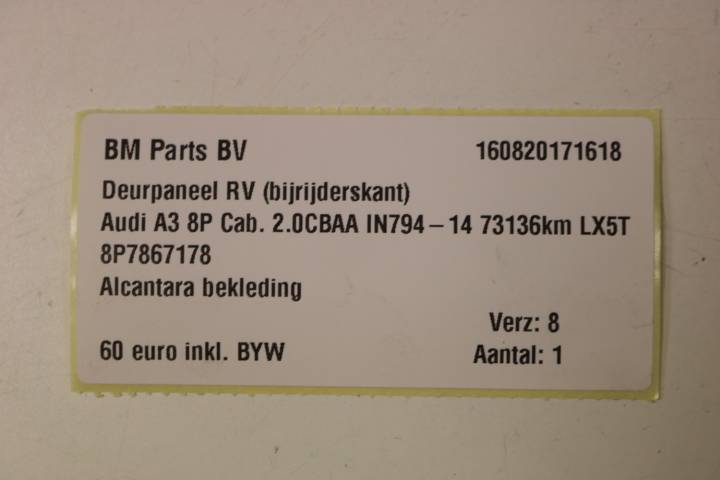 BM Parts BV 160820171618
Deurpaneel RV (bijrijderskant)
Audi A3 8P Cab. 2.0CBAA IN794-14 73136km LX5T
8P7867178
Alcantara bekleding
Verz: 8
60 euro inkl. BYW Aantal: 1